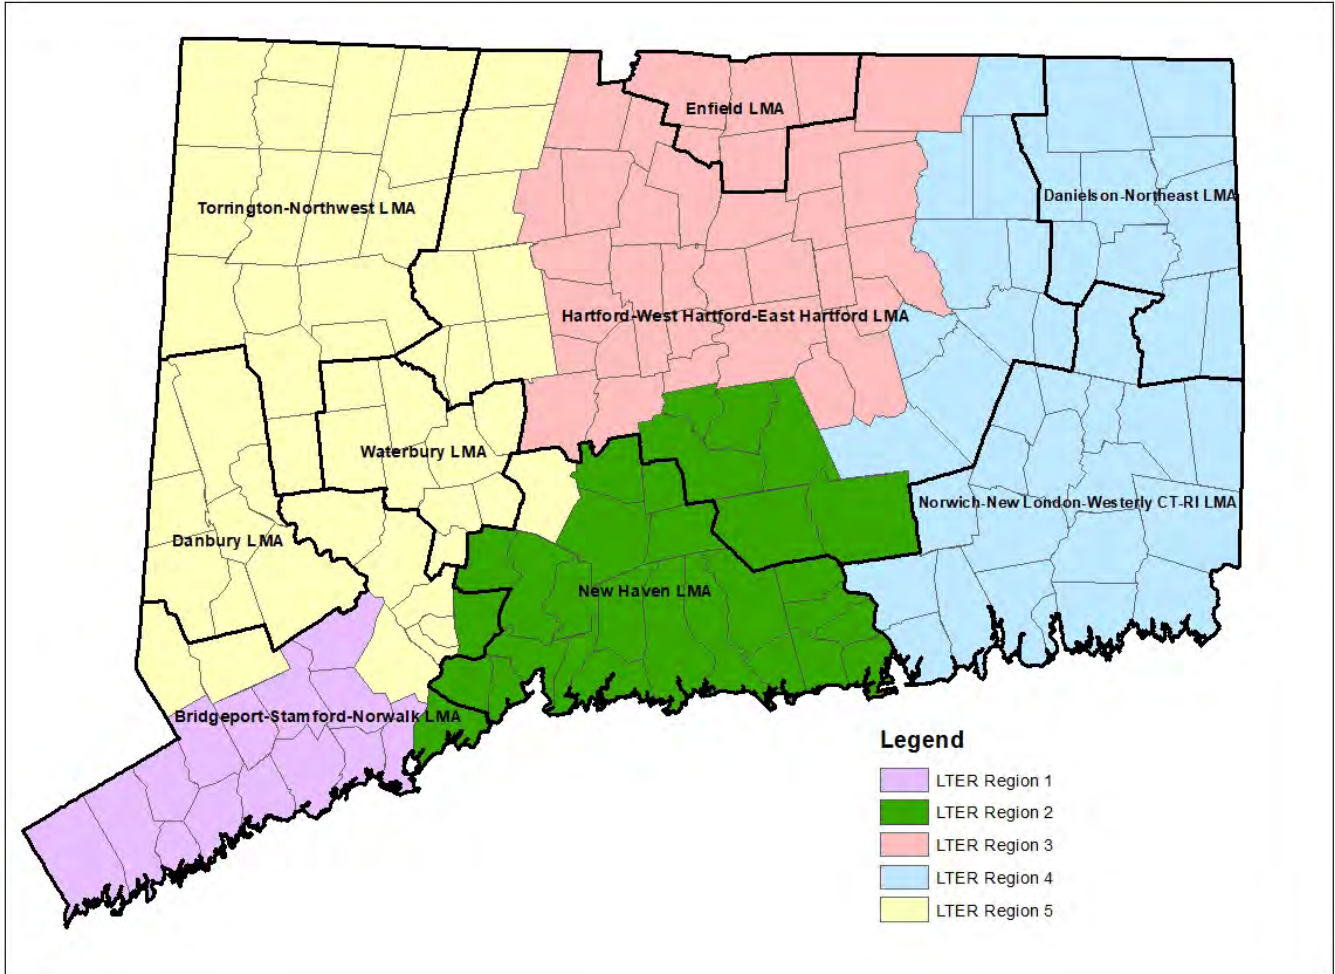 Enfield LMA
Torrington-Northwest LMA
Danielson-Northeast LMA
Hartford-West Hartford-East Hartford LMA
Waterbury LMA
Norwich-New London-Westerly CT-RI LMA
Danbury LMA
New Haven LMA
Bridgeport-Stamford-Norwalk LMA
Legend
LTER Region 1
LTER Region 2
LTER Region 3
LTER Region 4
LTER Region 5